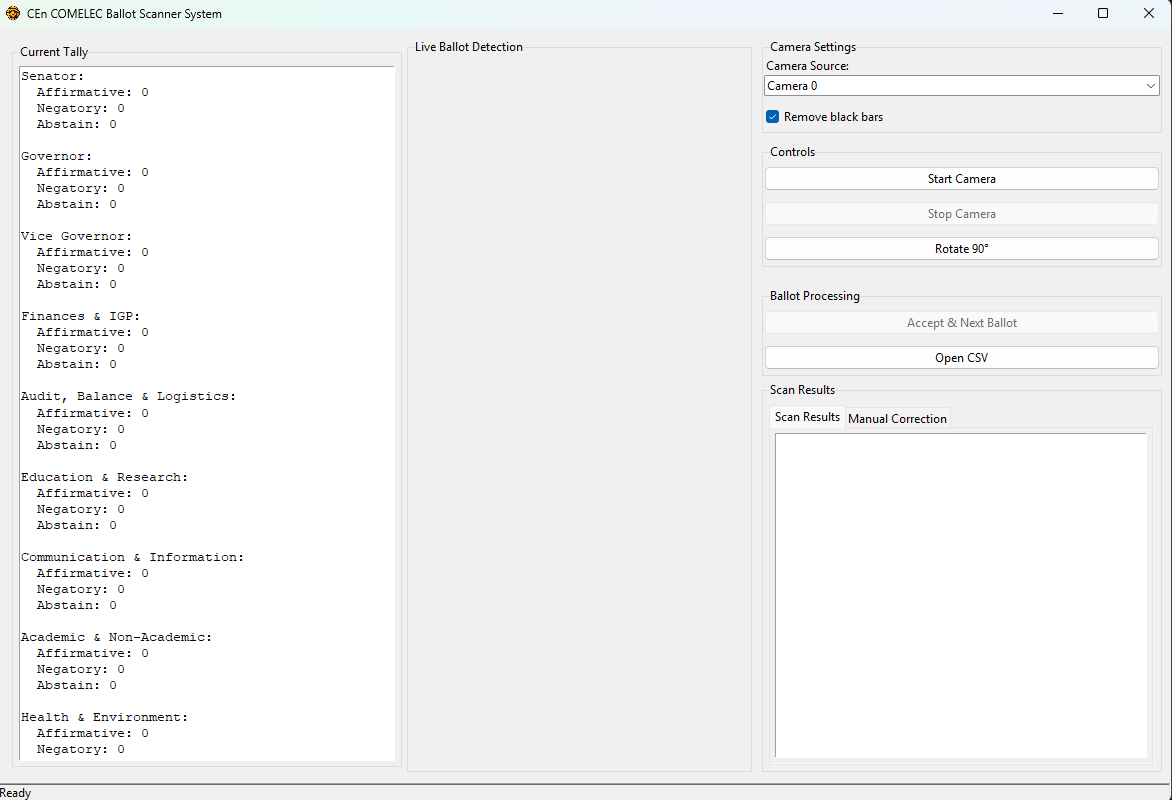 CEn COMELEC Ballot Scanner System
Current Tally
Senator:
Affirmative: 0
Negatory: 0
Abstain: 0
Governor:
Affirmative: 0
Negatory: 0
Abstain: 0
Vice Governor:
Affirmative: 0
Negatory: 0
Abstain: 0
Finances & IGP:
Affirmative: 0
Negatory: 0
Abstain: 0
Audit, Balance & Logistics:
Affirmative: 0
Negatory: 0
Abstain: 0
Education & Research:
Affirmative: 0
Negatory: 0
Abstain: 0
Communication & Information:
Affirmative: 0
Negatory: 0
Abstain: 0
Academic & Non-Academic:
Affirmative: 0
Negatory: 0
Abstain: 0
Health & Environment:
Affirmative: 0
Negatory: 0
Live Ballot Detection
Camera Settings
Camera Source:
Camera 0
Remove black bars
Controls
Start Camera
Stop Camera
Rotate 90°
Ballot Processing
Accept & Next Ballot
Open CSV
Scan Results
Scan Results
Manual Correction
Ready